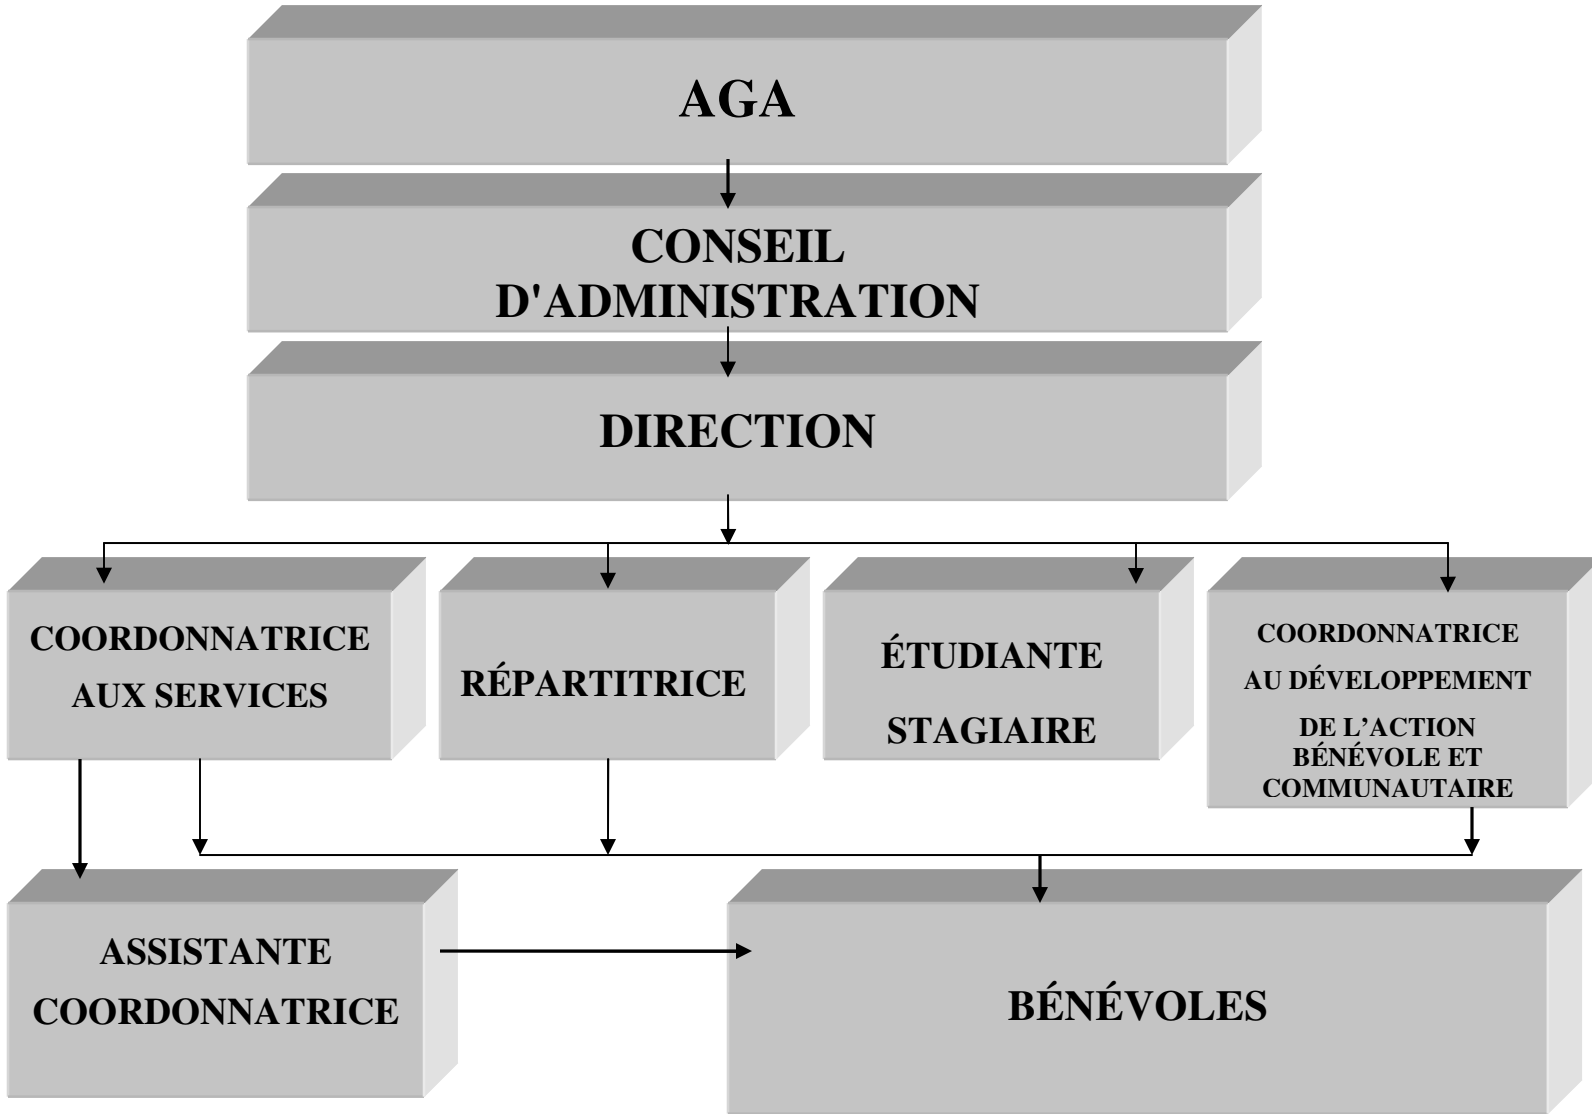 AGA
CONSEIL
D'ADMINISTRATION
DIRECTION
COORDONNATRICE
AUX SERVICES
RÉPARTITRICE
ÉTUDIANTE
STAGIAIRE
COORDONNATRICE
AU DÉVELOPPEMENT
DE L’ACTION
BÉNÉVOLE ET
COMMUNAUTAIRE
ASSISTANTE
COORDONNATRICE
BÉNÉVOLES